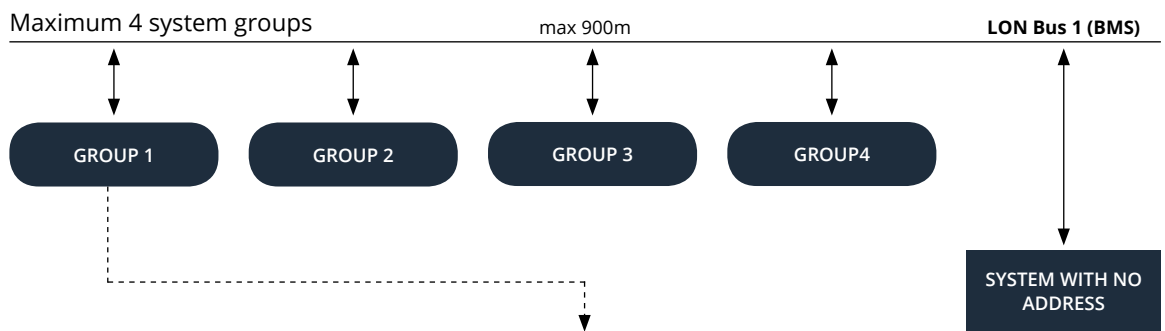 Maximum 4 system groups
max 900m
LON Bus 1 (BMS)
GROUP 1
GROUP 2
GROUP 3
GROUP4
SYSTEM WITH NO
ADDRESS